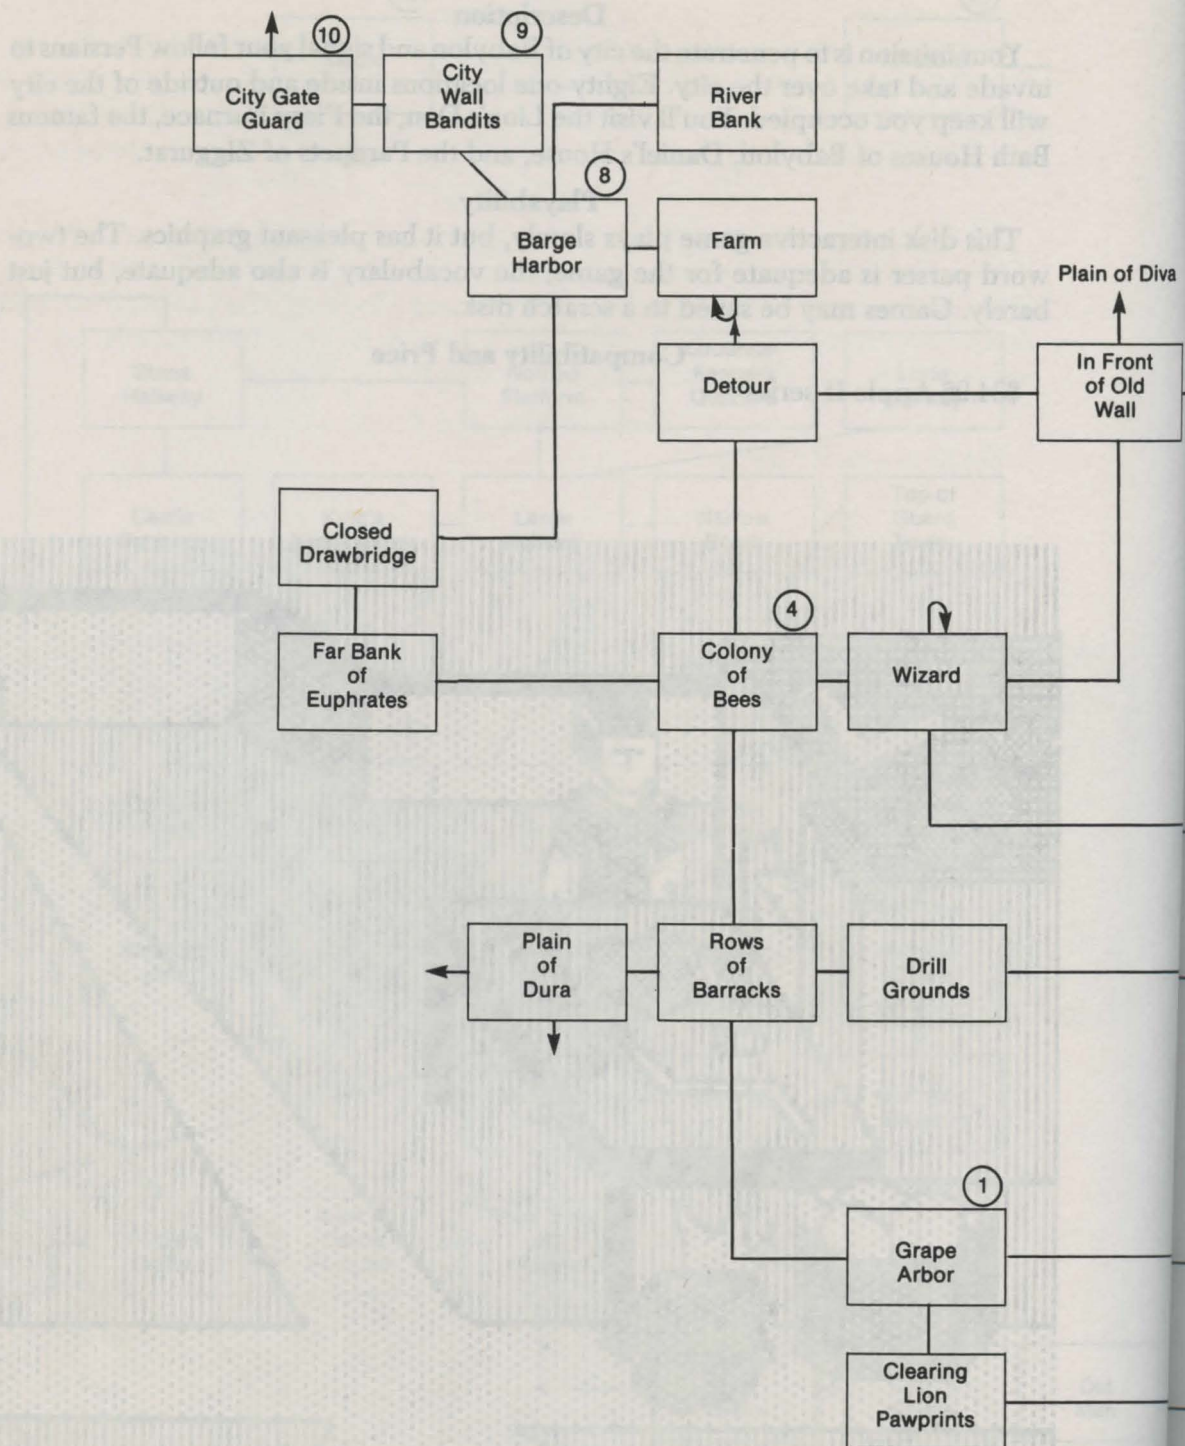 10
9
City Gate
Guard
City
Wall
Bandits
River
Bank
8
Barge
Harbor
Farm
Plain of Diva
Detour
In Front
of Old
Wall
Closed
Drawbridge
4
Far Bank
of
Euphrates
Colony
of
Bees
Wizard
Plain
of
Dura
Rows
of
Barracks
Drill
Grounds
1
Grape
Arbor
Clearing
Lion
Pawprints